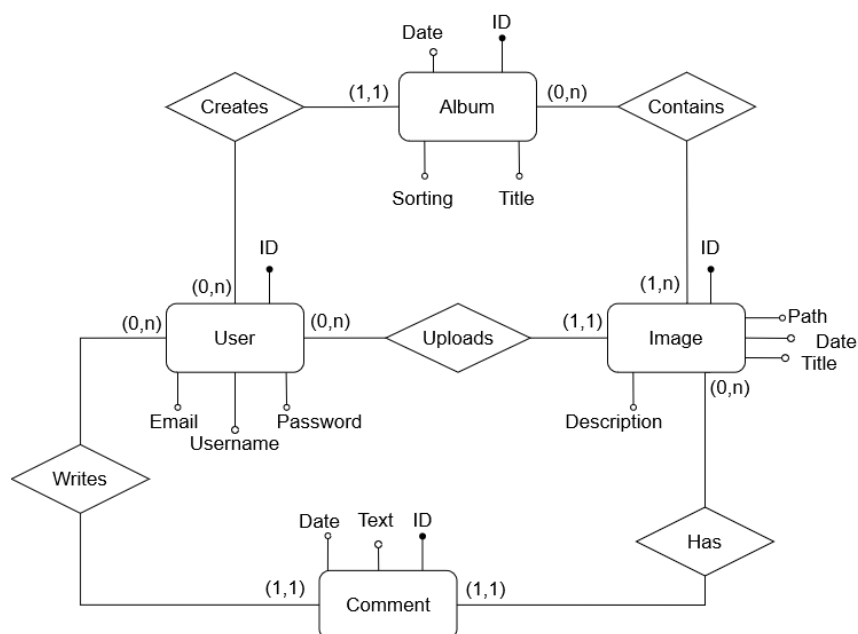 Date
ID
Creates
(1,1)
Album
(0,n)
Contains
Sorting
Title
ID
ID
(0,n)
(1,n)
(0,n)
(0,n)
Path
User
Uploads
(1,1)
Image
Date
Title
(0,n)
Email
Password
Description
Username
Writes
Date
Text
ID
Has
(1,1)
(1,1)
Comment